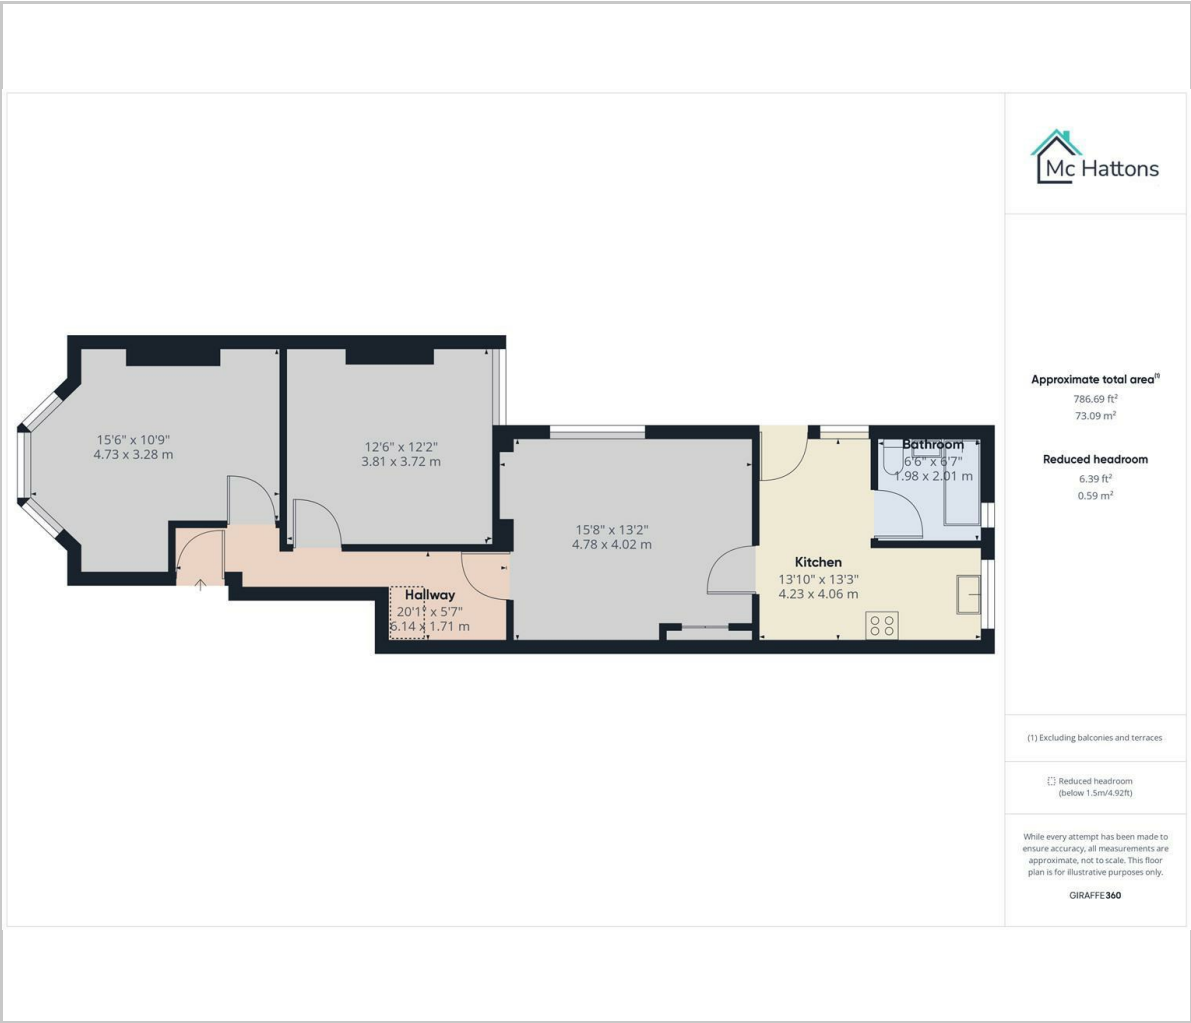 Mc Hattons
Approximate total area(1)
786.69 ft²
73.09 m²
Reduced headroom
6.39 ft²
0.59 m²
15'6" x 10'9"
4.73 x 3.28 m
12'6" x 12'2"
3.81 x 3.72 m
Bathroom
6'6" x 6'7"
1.98 x 2.01 m
15'8" x 13'2"
4.78 x 4.02 m
Kitchen
13'10" x 13'3"
4.23 x 4.06 m
Hallway
20'1" x 5'7"
6.14 x 1.71 m
(1) Excluding balconies and terraces
Reduced headroom
(below 1.5m/4.92ft)
While every attempt has been made to
ensure accuracy, all measurements are
approximate, not to scale. This floor
plan is for illustrative purposes only.
GIRAFFE360